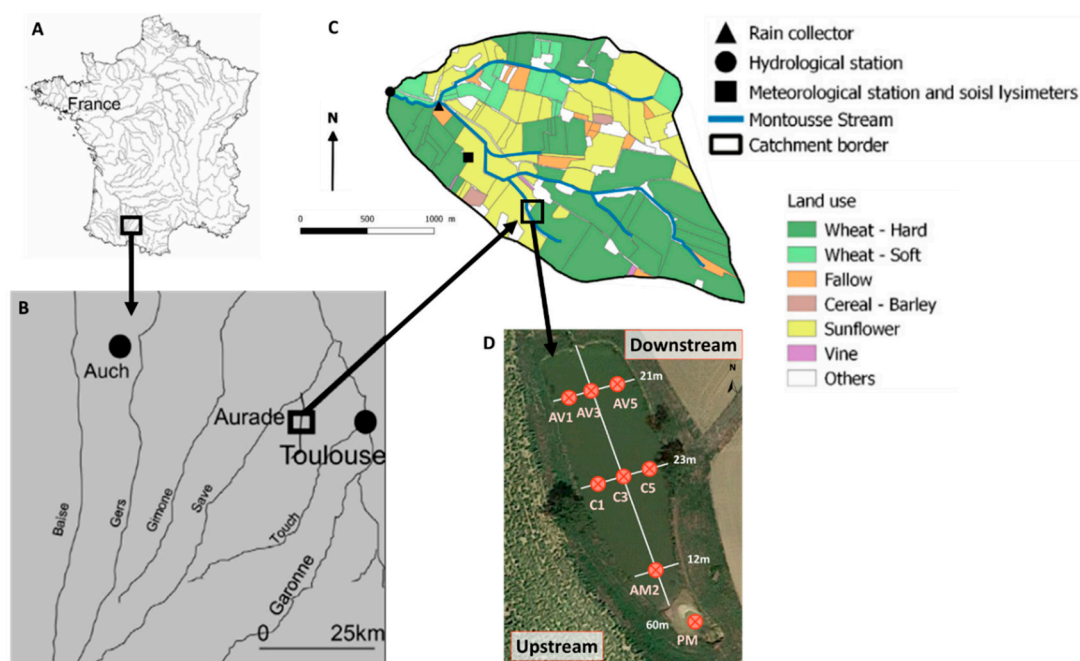 A
France
C
N
0
500
1000 m
Rain collector
Hydrological station
Meteorological station and soisl lysimeters
Montousse Stream
Catchment border
Land use
Wheat - Hard
Wheat - Soft
Fallow
Cereal - Barley
Sunflower
Vine
Others
B
Auch
Aurade
Toulouse
Baise
Gers
Gimone
Save
Touch
Garonne
0 25km
D
Downstream
N
21m
AV1 AV3 AV5
23m
C1 C3 C5
12m
AM2
60m
PM
Upstream